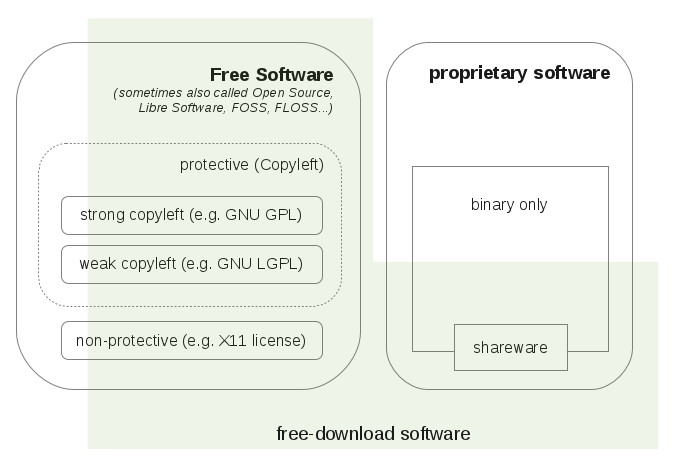 Free Software
(sometimes also called Open Source,
Libre Software, FOSS, FLOSS...)
protective (Copyleft)
strong copyleft (e.g. GNU GPL)
weak copyleft (e.g. GNU LGPL)
non-protective (e.g. X11 license)
proprietary software
binary only
shareware
free-download software